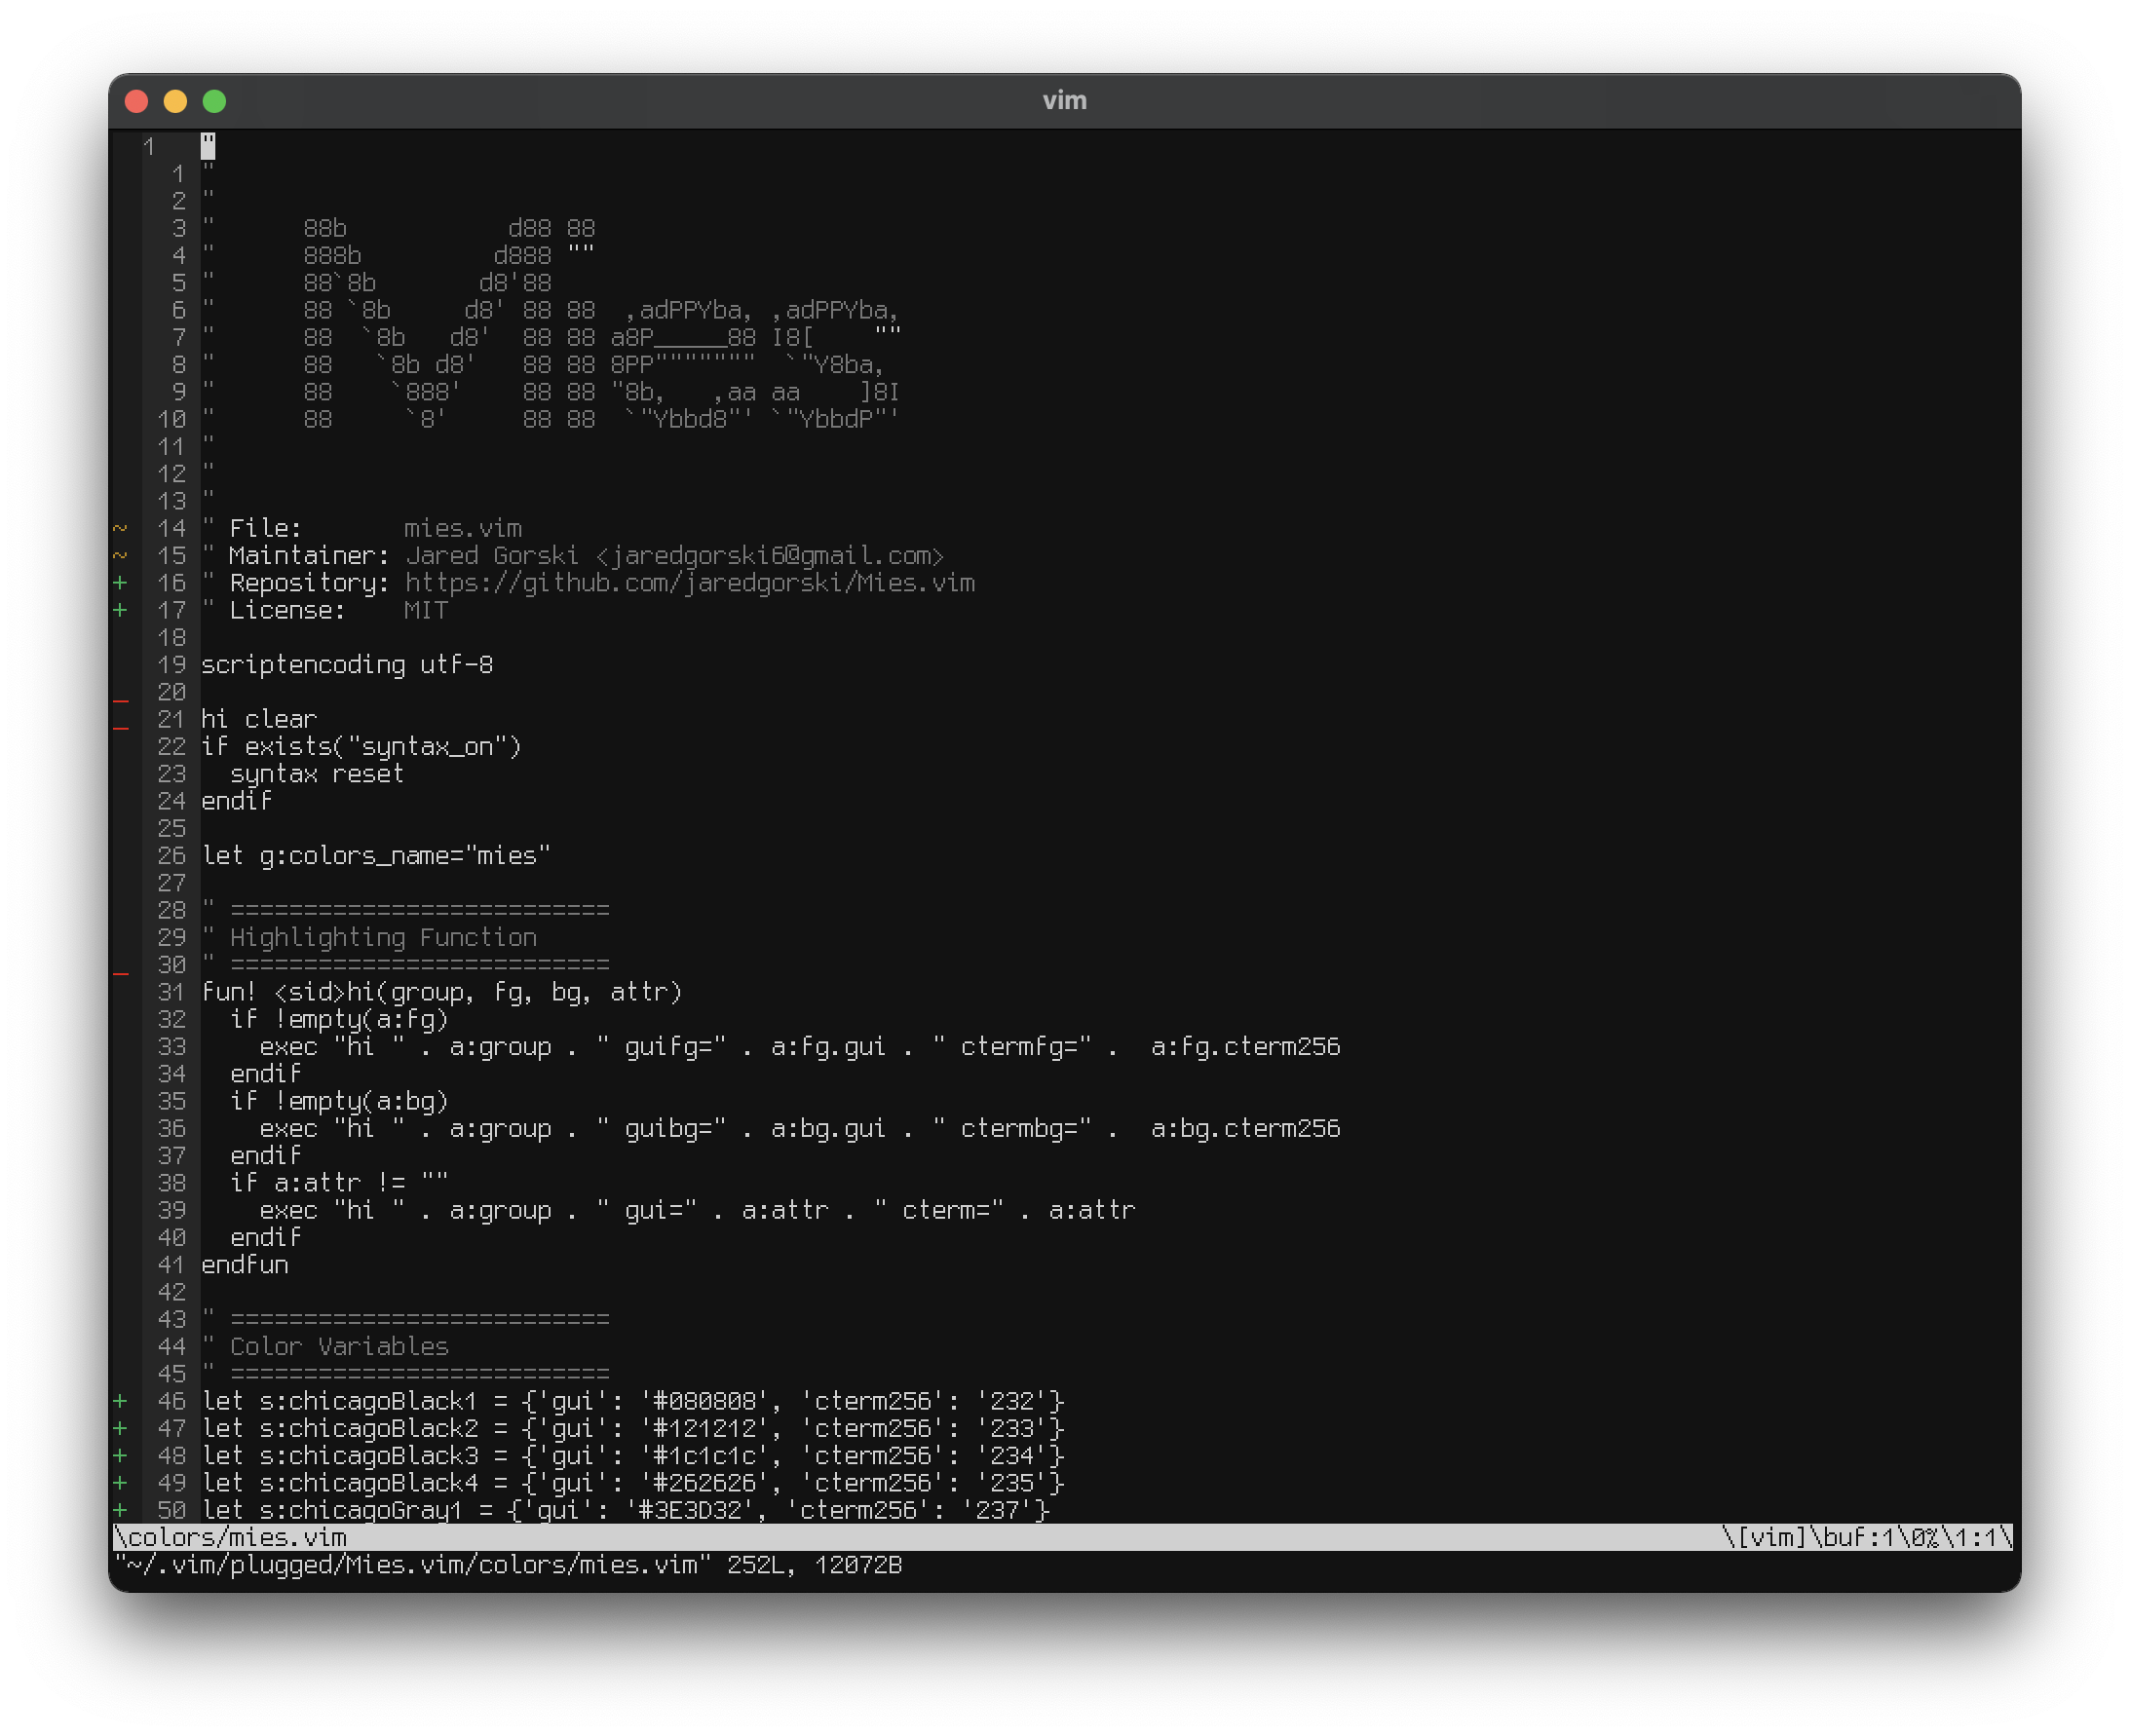 vim
1   "
  1 "
  2 "
  3 "      88b           d88 88
  4 "      888b         d888 ""
  5 "      88`8b       d8'88
  6 "      88 `8b     d8' 88 88  ,adPPYba, ,adPPYba,
  7 "      88  `8b   d8'  88 88 a8P_____88 I8[    ""
  8 "      88   `8b d8'   88 88 8PP"""""""  `"Y8ba,
  9 "      88    `888'    88 88 "8b,   ,aa aa    ]8I
 10 "      88     `8'     88 88  `"Ybbd8"' `"YbbdP"'
 11 "
 12 "
 13 "
~ 14 " File:       mies.vim
~ 15 " Maintainer: Jared Gorski <jaredgorski6@gmail.com>
+ 16 " Repository: https://github.com/jaredgorski/Mies.vim
+ 17 " License:    MIT
 18
 19 scriptencoding utf-8
_ 20
_ 21 hi clear
 22 if exists("syntax_on")
 23   syntax reset
 24 endif
 25
 26 let g:colors_name="mies"
 27
 28 " ==========================
 29 " Highlighting Function
_ 30 " ==========================
 31 fun! <sid>hi(group, fg, bg, attr)
 32   if !empty(a:fg)
 33     exec "hi " . a:group . " guifg=" . a:fg.gui . " ctermfg=" .  a:fg.cterm256
 34   endif
 35   if !empty(a:bg)
 36     exec "hi " . a:group . " guibg=" . a:bg.gui . " ctermbg=" .  a:bg.cterm256
 37   endif
 38   if a:attr != ""
 39     exec "hi " . a:group . " gui=" . a:attr . " cterm=" . a:attr
 40   endif
 41 endfun
 42
 43 " ==========================
 44 " Color Variables
 45 " ==========================
+ 46 let s:chicagoBlack1 = {'gui': '#080808', 'cterm256': '232'}
+ 47 let s:chicagoBlack2 = {'gui': '#121212', 'cterm256': '233'}
+ 48 let s:chicagoBlack3 = {'gui': '#1c1c1c', 'cterm256': '234'}
+ 49 let s:chicagoBlack4 = {'gui': '#262626', 'cterm256': '235'}
+ 50 let s:chicagoGray1 = {'gui': '#3E3D32', 'cterm256': '237'}
\colors/mies.vim \[vim]\buf:1\0%\1:1\
"~/.vim/plugged/Mies.vim/colors/mies.vim" 252L, 12072B